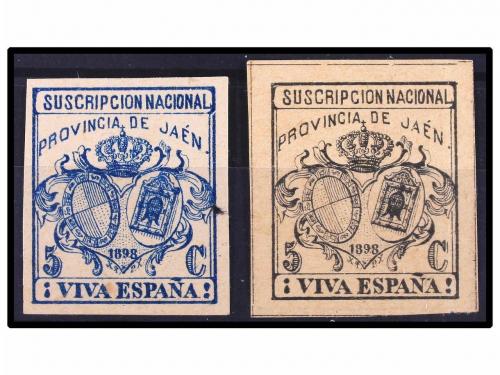 SUSCRIPCION NACIONAL
PROVINCIA DE JAÉN
1898
5 C
¡VIVA ESPAÑA!
SUSCRIPCION NACIONAL
PROVINCIA DE JAÉN.
1898
5 C
¡VIVA ESPAÑA!